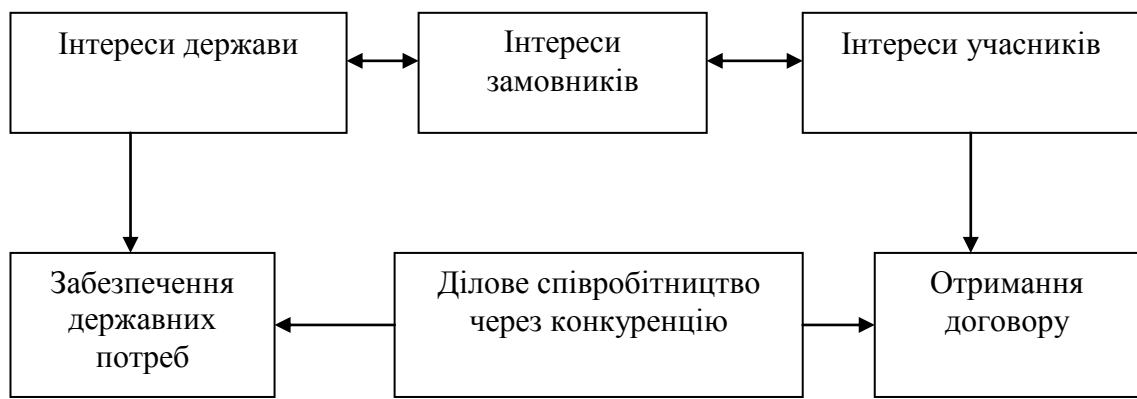 Інтереси держави
Інтереси
замовників
Інтереси учасників
Забезпечення
державних
потреб
Ділове співробітництво
через конкуренцію
Отримання
договору